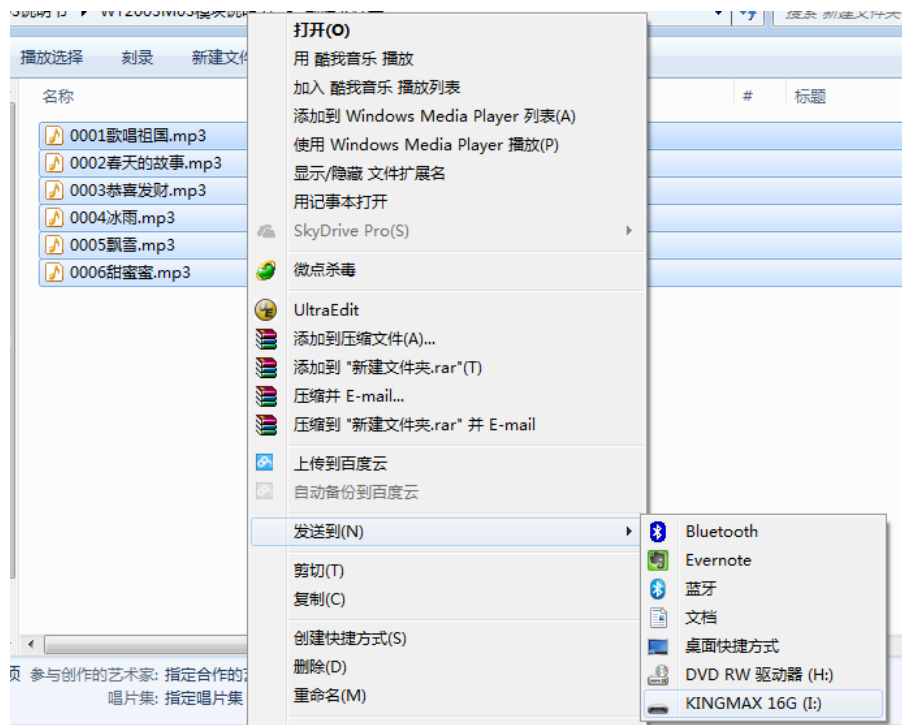 打开(O)
播放选择 刻录 新建文件
用 酷我音乐 播放
加入 酷我音乐 播放列表
名称 # 标题
添加到 Windows Media Player 列表(A)
0001歌唱祖国.mp3
使用 Windows Media Player 播放(P)
0002春天的故事.mp3
显示/隐藏 文件扩展名
0003恭喜发财.mp3
用记事本打开
0004冰雨.mp3
SkyDrive Pro(S)
0005飘雪.mp3
0006甜蜜蜜.mp3
微点杀毒
UltraEdit
添加到压缩文件(A)...
添加到 "新建文件夹.rar"(T)
压缩并 E-mail...
压缩到 "新建文件夹.rar" 并 E-mail
上传到百度云
自动备份到百度云
发送到(N)
剪切(T)
复制(C)
创建快捷方式(S)
删除(D)
重命名(M)
Bluetooth
Evernote
蓝牙
文档
桌面快捷方式
DVD RW 驱动器 (H:)
KINGMAX 16G (I:)
项 参与创作的艺术家: 指定合作的
唱片集: 指定唱片集